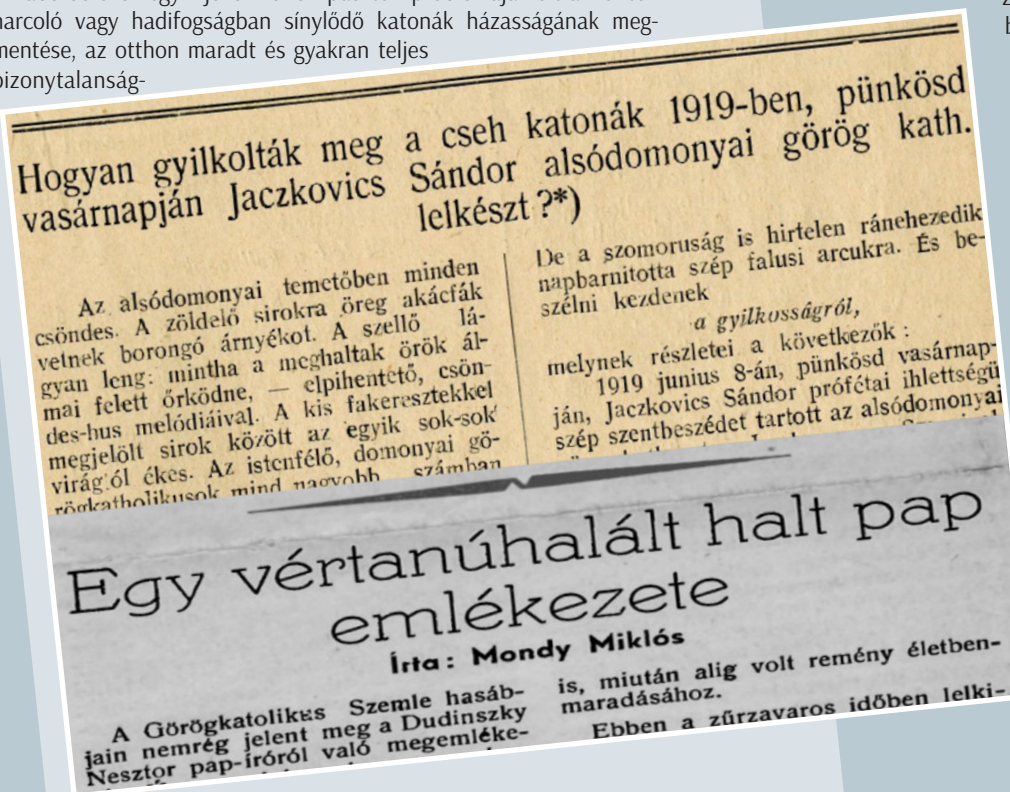 harcoló vagy hadifogságban sínylődő katonák házasságának meg-
mentése, az otthon maradt és gyakran teljes
bizonytalanság-
Hogyan gyilkolták meg a cseh katonák 1919-ben, pünkösd
vasárnapján Jaczkovics Sándor alsódomonyai görög kath.
lelkészt ?*)
Az alsódomonyai temetőben minden
csöndes. A zöldelő sirokra öreg akácfák
vetnek borongó árnyékot. A szellő lá-
gyan leng: mintha a meghaltak örök ál-
mai felett őrködne, — elpihentető, csön-
des-bus melódiáival. A kis fakeresztekkel
megjelölt sirok között az egyik sok-sok
virágtól ékes. Az istenfélő, domonyai gö-
rögkatholikusok mind nagyobb számban
De a szomoruság is hirtelen ránehezedik
napbarnitotta szép falusi arcukra. És be-
szélni kezdenek
a gyilkosságról,
melynek részletei a következők :
1919 junius 8-án, pünkösd vasárnap-
ján, Jaczkovics Sándor prófétai ihlettségü
szép szentbeszédet tartott az alsódomonyai
Egy vértanúhalált halt pap
emlékezete
Írta: Mondy Miklós
A Görögkatolikus Szemle hasáb-
jain nemrég jelent meg a Dudinszky
Nesztor pap-íróról való megemléke-
is, miután alig volt remény életben-
maradásához.
Ebben a zűrzavaros időben lelki-